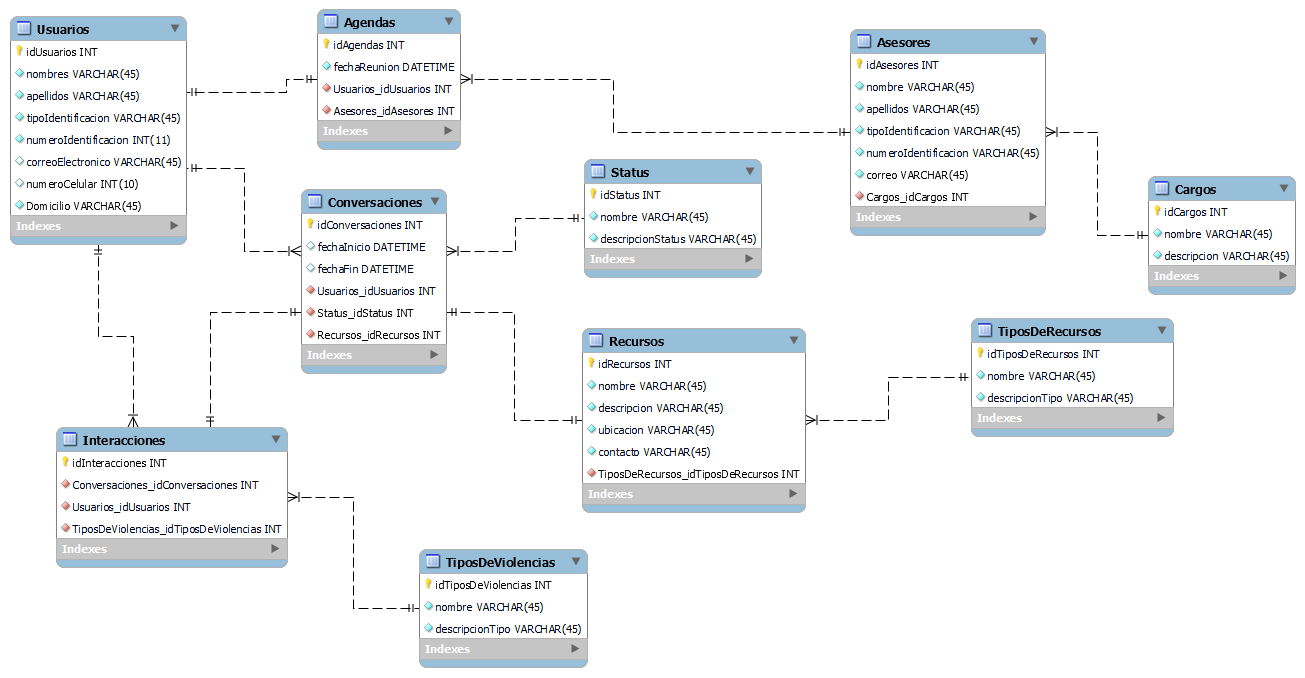 Usuarios
idUsuarios INT
nombres VARCHAR(45)
apellidos VARCHAR(45)
tipoIdentificacion VARCHAR(45)
numeroIdentificacion INT(11)
correoElectronico VARCHAR(45)
numeroCelular INT(10)
Domicilio VARCHAR(45)
Indexes
Agendas
idAgendas INT
fechaReunion DATETIME
Usuarios_idUsuarios INT
Asesores_idAsesores INT
Indexes
Asesores
idAsesores INT
nombre VARCHAR(45)
apellidos VARCHAR(45)
tipoIdentificacion VARCHAR(45)
numeroIdentificacion VARCHAR(45)
correo VARCHAR(45)
Cargos_idCargos INT
Indexes
Cargos
idCargos INT
nombre VARCHAR(45)
descripcion VARCHAR(45)
Indexes
Status
idStatus INT
nombre VARCHAR(45)
descripcionStatus VARCHAR(45)
Indexes
Conversaciones
idConversaciones INT
fechaInicio DATETIME
fechaFin DATETIME
Usuarios_idUsuarios INT
Status_idStatus INT
Recursos_idRecursos INT
Indexes
Recursos
idRecursos INT
nombre VARCHAR(45)
descripcion VARCHAR(45)
ubicacion VARCHAR(45)
contacto VARCHAR(45)
TiposDeRecursos_idTiposDeRecursos INT
Indexes
TiposDeRecursos
idTiposDeRecursos INT
nombre VARCHAR(45)
descripcionTipo VARCHAR(45)
Indexes
Interacciones
idInteracciones INT
Conversaciones_idConversaciones INT
Usuarios_idUsuarios INT
TiposDeViolencias_idTiposDeViolencias INT
Indexes
TiposDeViolencias
idTiposDeViolencias INT
nombre VARCHAR(45)
descripcionTipo VARCHAR(45)
Indexes